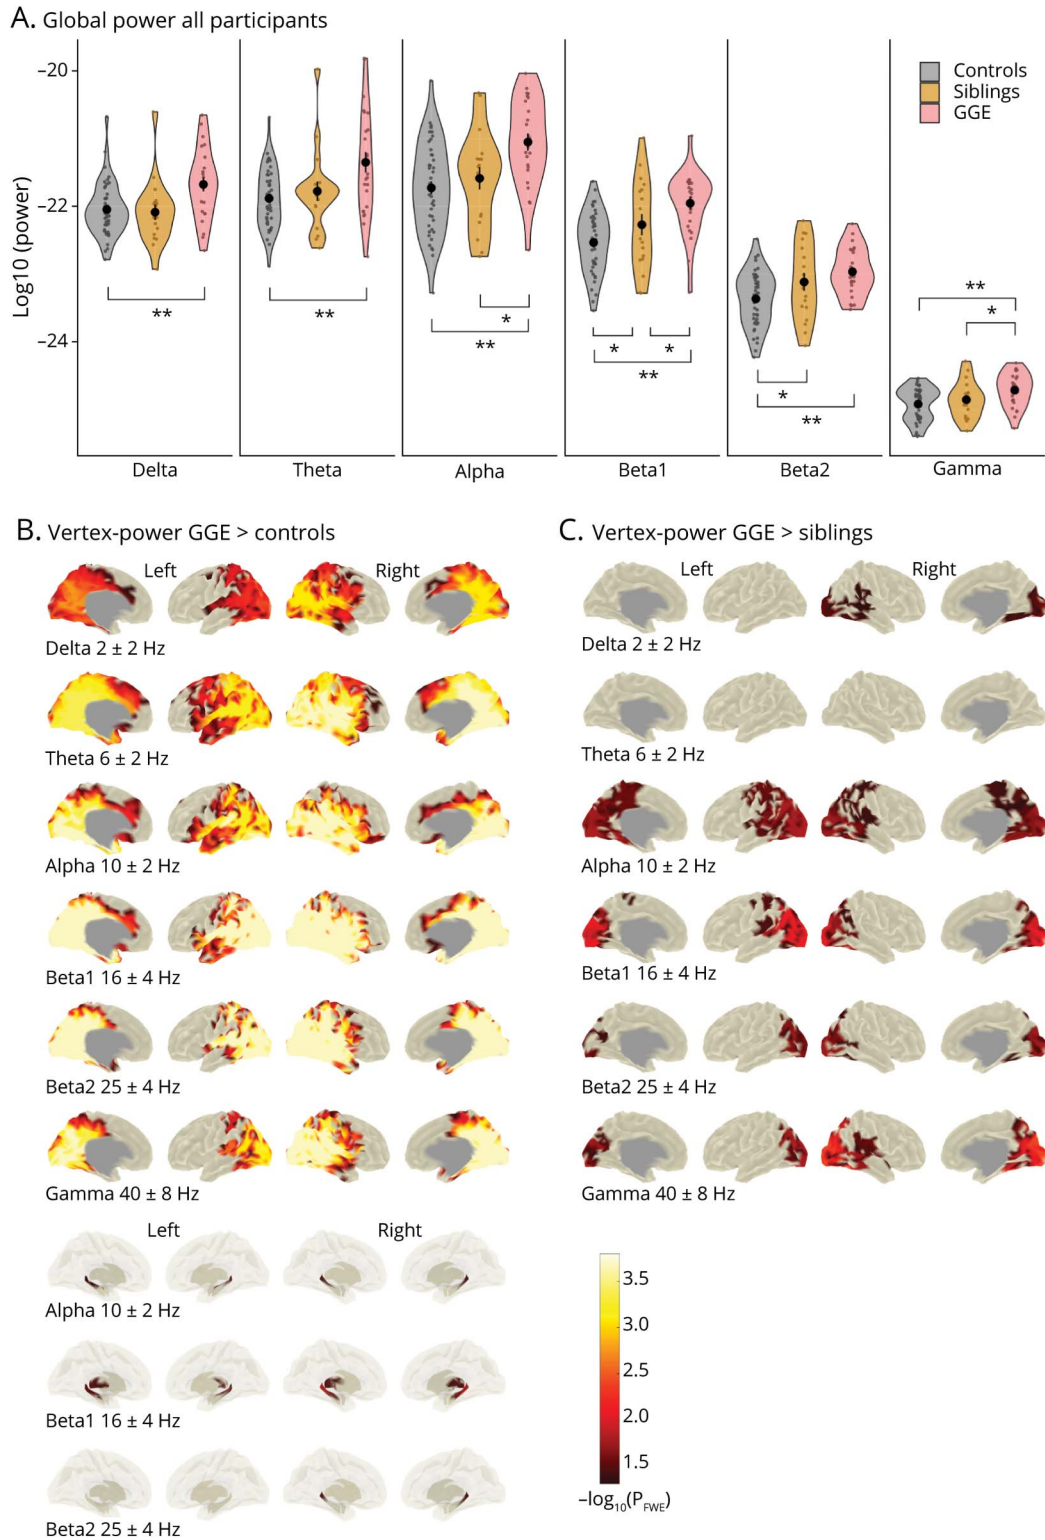 A. Global power all participants
Log10 (power)
–20
–22
–24
Controls
Siblings
GGE
** ** * ** * * ** * ** ** *
Delta Theta Alpha Beta1 Beta2 Gamma
B. Vertex-power GGE > controls
Left Right
Delta 2 ± 2 Hz
Theta 6 ± 2 Hz
Alpha 10 ± 2 Hz
Beta1 16 ± 4 Hz
Beta2 25 ± 4 Hz
Gamma 40 ± 8 Hz
Left Right
Alpha 10 ± 2 Hz
Beta1 16 ± 4 Hz
Beta2 25 ± 4 Hz
C. Vertex-power GGE > siblings
Left Right
Delta 2 ± 2 Hz
Theta 6 ± 2 Hz
Alpha 10 ± 2 Hz
Beta1 16 ± 4 Hz
Beta2 25 ± 4 Hz
Gamma 40 ± 8 Hz
3.5
3.0
2.5
2.0
1.5
–log₁₀(P_FWE)